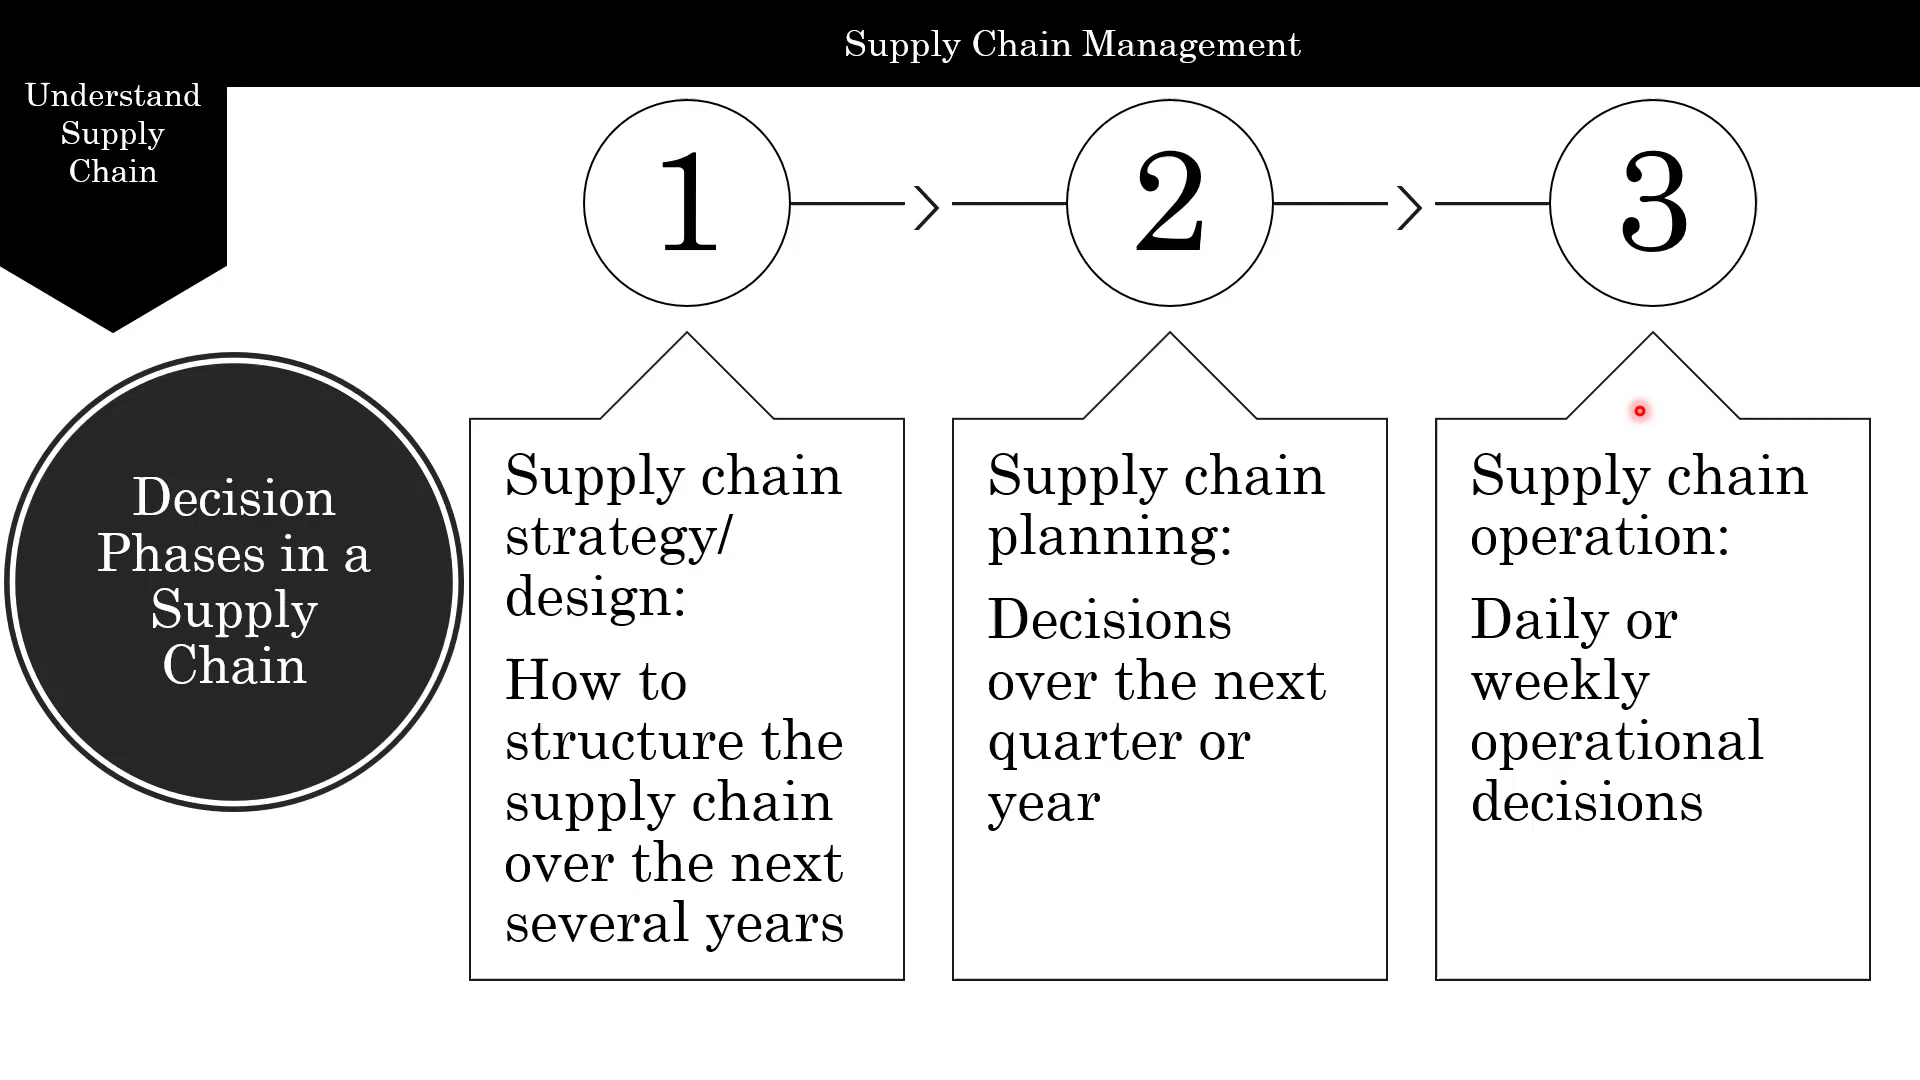 Supply Chain Management
Understand
Supply
Chain
1
2
3
Decision
Phases in a
Supply
Chain
Supply chain
strategy/
design:
How to
structure the
supply chain
over the next
several years
Supply chain
planning:
Decisions
over the next
quarter or
year
Supply chain
operation:
Daily or
weekly
operational
decisions